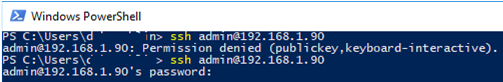 Windows PowerShell
PS C:\Users\d> ssh admin@192.168.1.90
admin@192.168.1.90: Permission denied (publickey,keyboard-interactive).
PS C:\Users\d > ssh admin@192.168.1.90
admin@192.168.1.90's password: